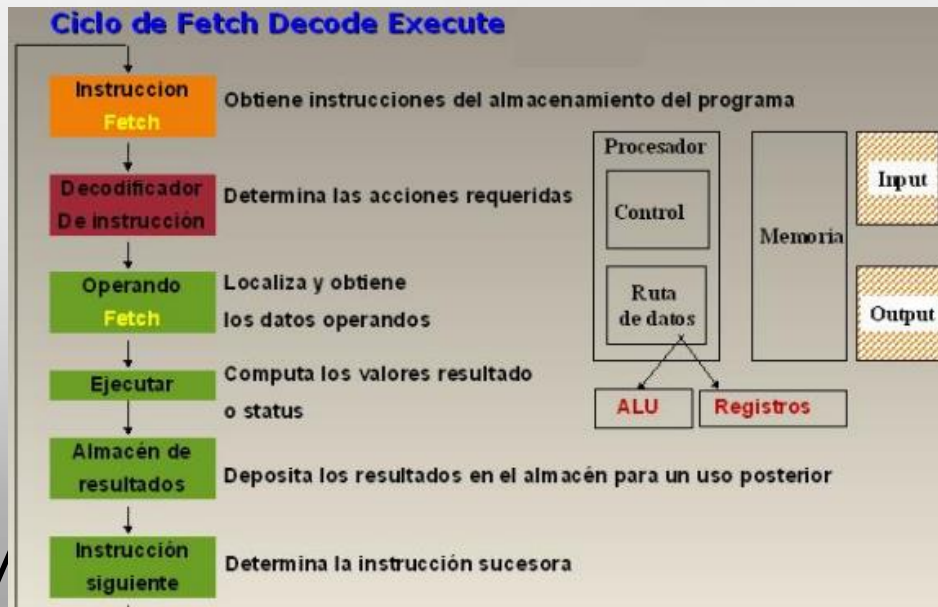 Ciclo de Fetch Decode Execute
Instruccion
Fetch
Obtiene instrucciones del almacenamiento del programa
Decodificador
De instrucción
Determina las acciones requeridas
Operando
Fetch
Localiza y obtiene
los datos operandos
Ejecutar
Computa los valores resultado
o status
Almacén de
resultados
Deposita los resultados en el almacén para un uso posterior
Instrucción
siguiente
Determina la instrucción sucesora
Procesador
Control
Ruta
de datos
Memoria
Input
Output
ALU
Registros